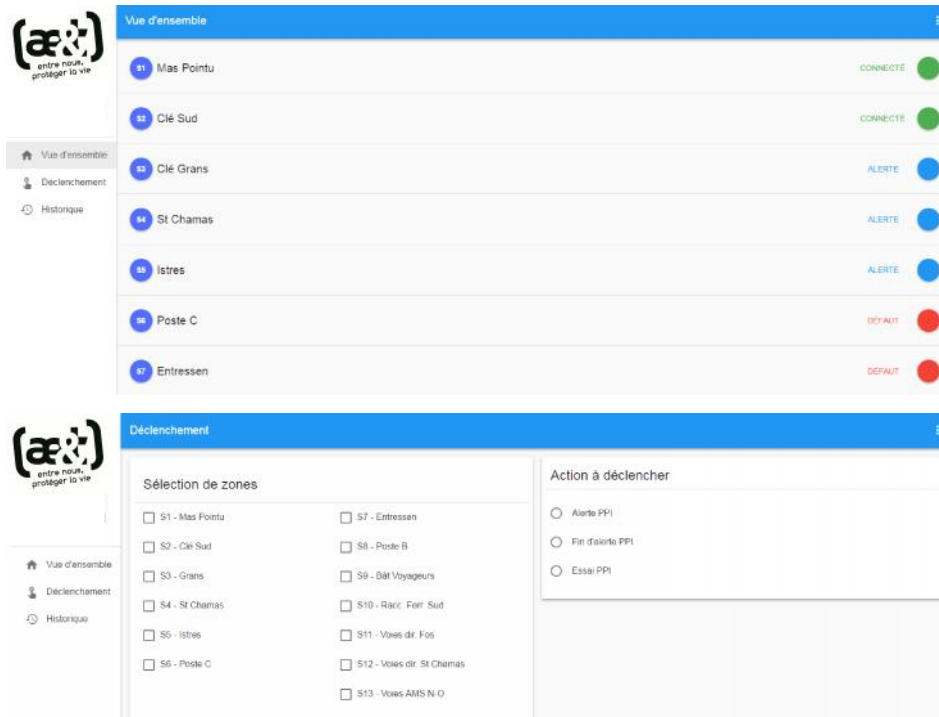 (æ&)
entre nous,
protéger la vie
Vue d'ensemble
Déclenchement
Historique
Vue d'ensemble
S1 Mas Pointu CONNECTÉ
S2 Clé Sud CONNECTÉ
S3 Clé Grans ALERTE
S4 St Chamas ALERTE
S5 Istres ALERTE
S6 Poste C DÉFAUT
S7 Entressen DÉFAUT
(æ&)
entre nous,
protéger la vie
Vue d'ensemble
Déclenchement
Historique
Déclenchement
Sélection de zones
S1 - Mas Pointu
S2 - Clé Sud
S3 - Grans
S4 - St Chamas
S5 - Istres
S6 - Poste C
S7 - Entressen
S8 - Poste B
S9 - Bât Voyageurs
S10 - Racc. Ferr. Sud
S11 - Voies dir. Fos
S12 - Voies dir. St Chamas
S13 - Voies AMS N-O
Action à déclencher
Alerte PPI
Fin d'alerte PPI
Essai PPI